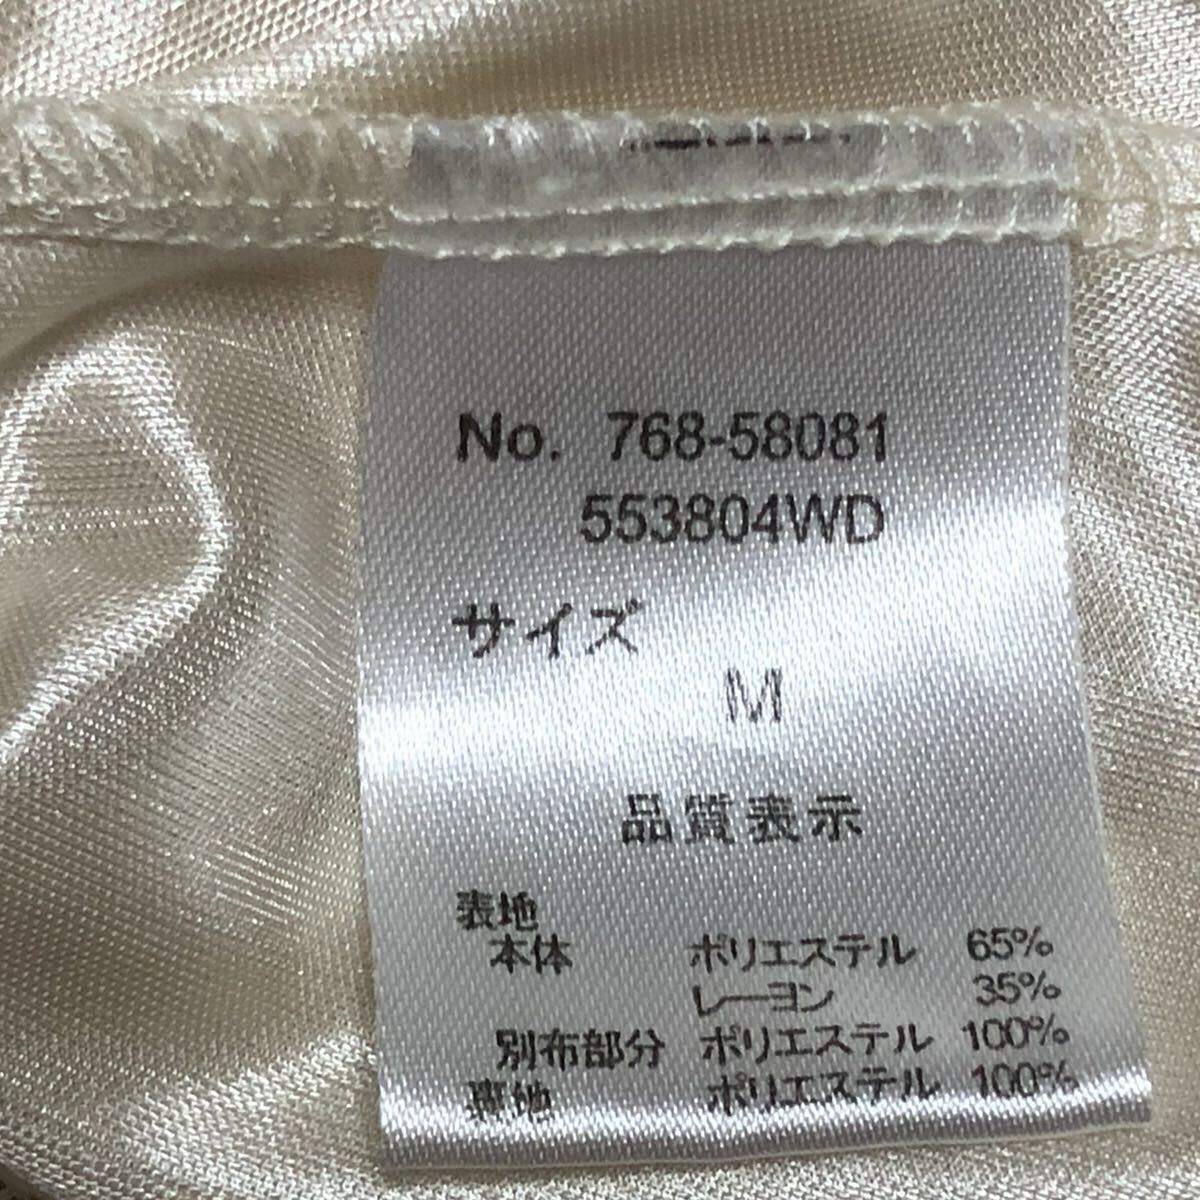 No. 768-58081
553804WD
サイズ
M
品質表示
表地
本体 ポリエステル 65%
レーヨン 35%
別布部分 ポリエステル 100%
裏地 ポリエステル 100%